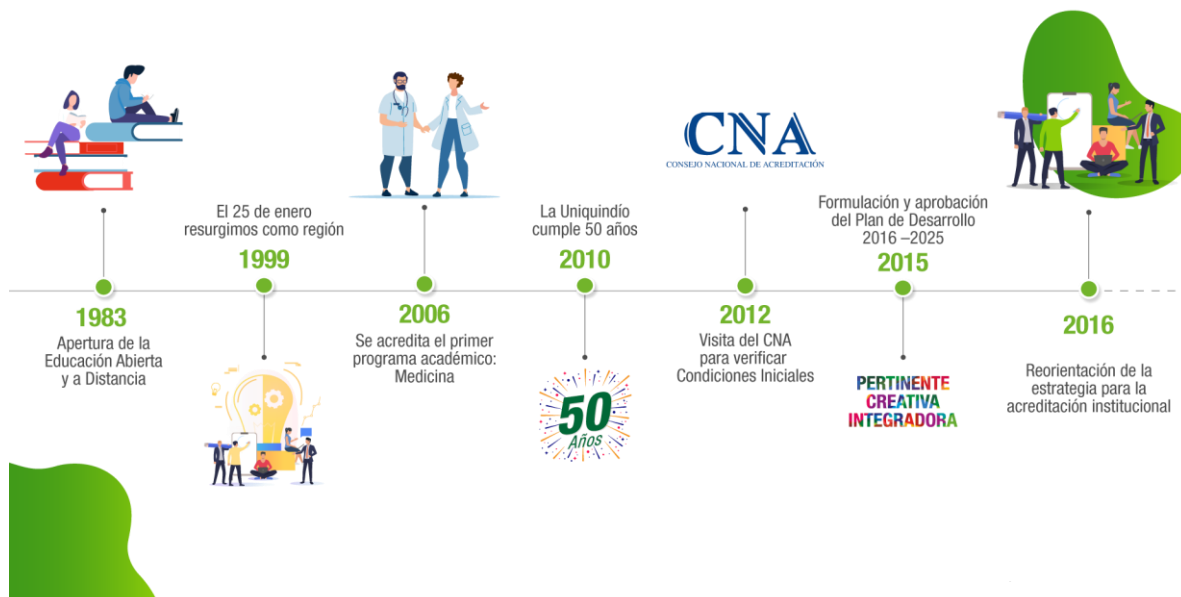 1983
Apertura de la
Educación Abierta
y a Distancia
El 25 de enero
resurgimos como región
1999
2006
Se acredita el primer
programa académico:
Medicina
La Uniquindío
cumple 50 años
2010
50
Años
CNA
CONSEJO NACIONAL DE ACREDITACIÓN
2012
Visita del CNA
para verificar
Condiciones Iniciales
Formulación y aprobación
del Plan de Desarrollo
2016 –2025
2015
PERTINENTE
CREATIVA
INTEGRADORA
2016
Reorientación de la
estrategia para la
acreditación institucional